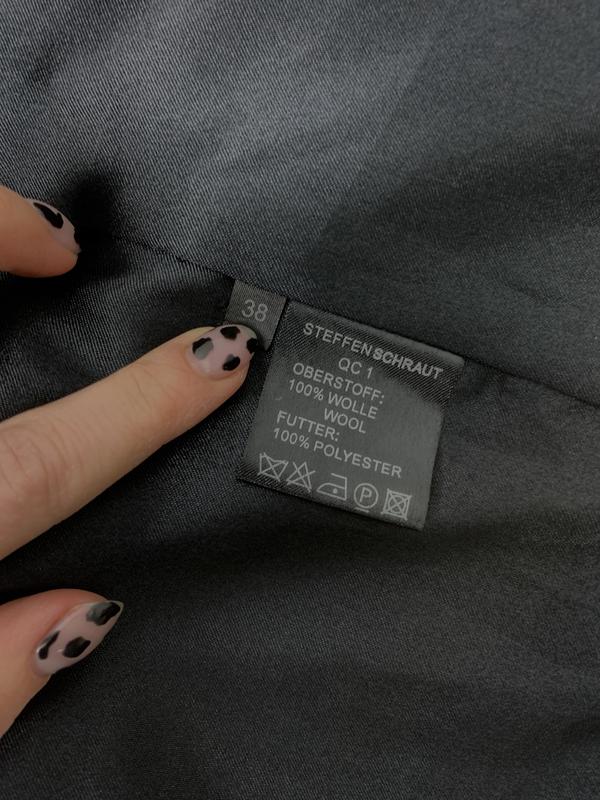 38
STEFFEN SCHRAUT
QC 1
OBERSTOFF:
100% WOLLE
WOOL
FUTTER:
100% POLYESTER
P